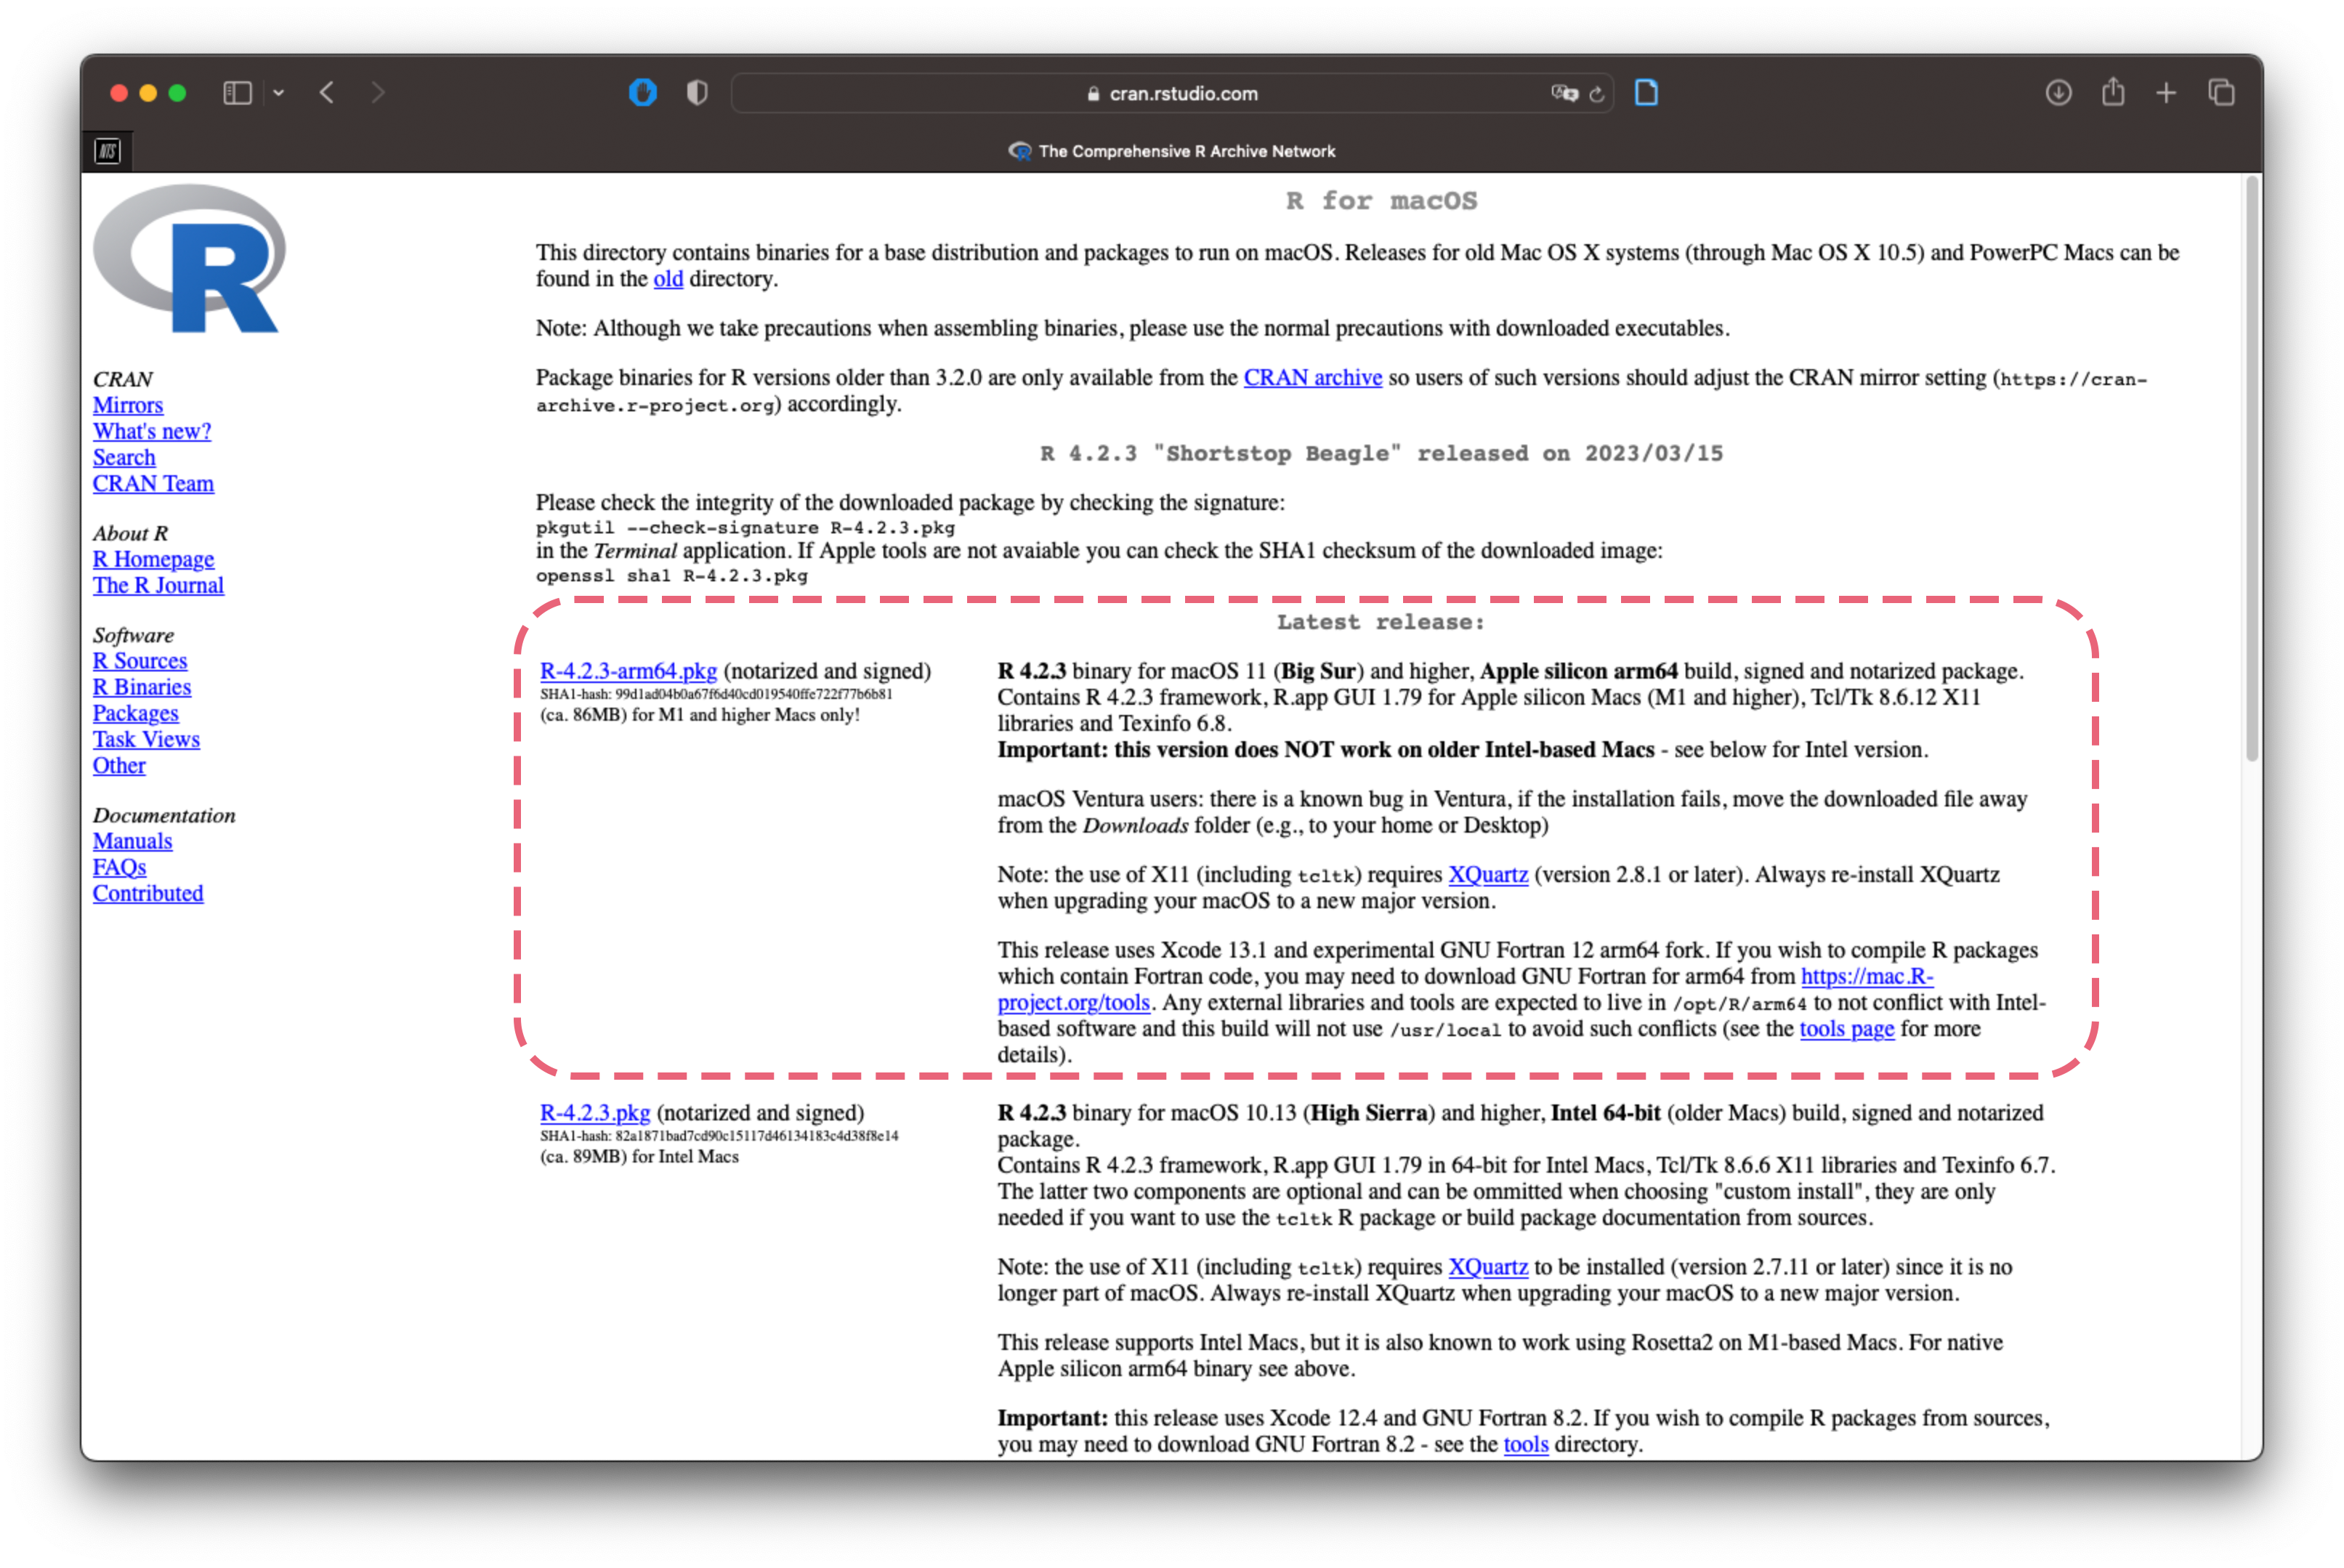 cran.rstudio.com
NTS
The Comprehensive R Archive Network
R
CRAN
Mirrors
What's new?
Search
CRAN Team
About R
R Homepage
The R Journal
Software
R Sources
R Binaries
Packages
Task Views
Other
Documentation
Manuals
FAQs
Contributed
R for macOS
This directory contains binaries for a base distribution and packages to run on macOS. Releases for old Mac OS X systems (through Mac OS X 10.5) and PowerPC Macs can be
found in the old directory.
Note: Although we take precautions when assembling binaries, please use the normal precautions with downloaded executables.
Package binaries for R versions older than 3.2.0 are only available from the CRAN archive so users of such versions should adjust the CRAN mirror setting (https://cran-
archive.r-project.org) accordingly.
R 4.2.3 "Shortstop Beagle" released on 2023/03/15
Please check the integrity of the downloaded package by checking the signature:
pkgutil --check-signature R-4.2.3.pkg
in the Terminal application. If Apple tools are not avaiable you can check the SHA1 checksum of the downloaded image:
openssl sha1 R-4.2.3.pkg
Latest release:
R-4.2.3-arm64.pkg (notarized and signed)
SHA1-hash: 99d1ad04b0a67f6d40cd019540ffe722f77b6b81
(ca. 86MB) for M1 and higher Macs only!
R 4.2.3 binary for macOS 11 (Big Sur) and higher, Apple silicon arm64 build, signed and notarized package.
Contains R 4.2.3 framework, R.app GUI 1.79 for Apple silicon Macs (M1 and higher), Tcl/Tk 8.6.12 X11
libraries and Texinfo 6.8.
Important: this version does NOT work on older Intel-based Macs - see below for Intel version.
macOS Ventura users: there is a known bug in Ventura, if the installation fails, move the downloaded file away
from the Downloads folder (e.g., to your home or Desktop)
Note: the use of X11 (including tcltk) requires XQuartz (version 2.8.1 or later). Always re-install XQuartz
when upgrading your macOS to a new major version.
This release uses Xcode 13.1 and experimental GNU Fortran 12 arm64 fork. If you wish to compile R packages
which contain Fortran code, you may need to download GNU Fortran for arm64 from https://mac.R-
project.org/tools. Any external libraries and tools are expected to live in /opt/R/arm64 to not conflict with Intel-
based software and this build will not use /usr/local to avoid such conflicts (see the tools page for more
details).
R-4.2.3.pkg (notarized and signed)
SHA1-hash: 82a1871bad7cd90c15117d46134183c4d38f8e14
(ca. 89MB) for Intel Macs
R 4.2.3 binary for macOS 10.13 (High Sierra) and higher, Intel 64-bit (older Macs) build, signed and notarized
package.
Contains R 4.2.3 framework, R.app GUI 1.79 in 64-bit for Intel Macs, Tcl/Tk 8.6.6 X11 libraries and Texinfo 6.7.
The latter two components are optional and can be ommitted when choosing "custom install", they are only
needed if you want to use the tcltk R package or build package documentation from sources.
Note: the use of X11 (including tcltk) requires XQuartz to be installed (version 2.7.11 or later) since it is no
longer part of macOS. Always re-install XQuartz when upgrading your macOS to a new major version.
This release supports Intel Macs, but it is also known to work using Rosetta2 on M1-based Macs. For native
Apple silicon arm64 binary see above.
Important: this release uses Xcode 12.4 and GNU Fortran 8.2. If you wish to compile R packages from sources,
you may need to download GNU Fortran 8.2 - see the tools directory.